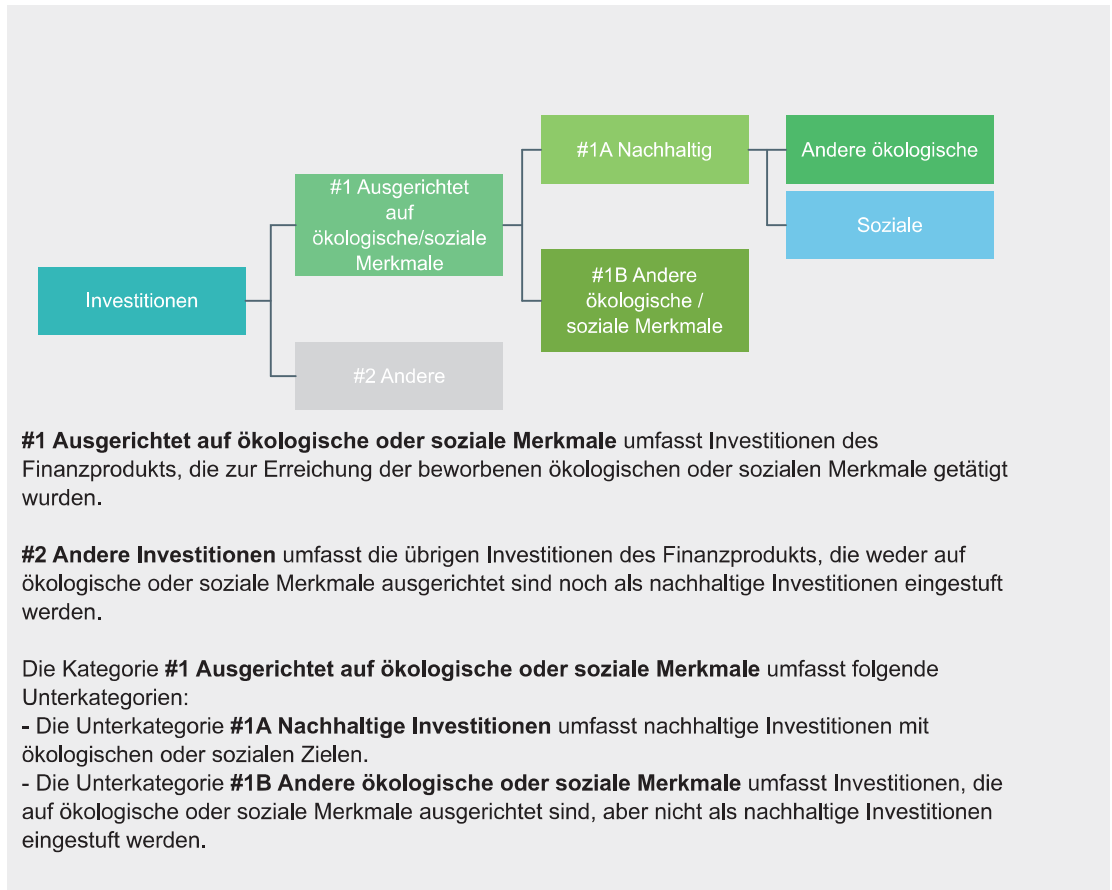 #1A Nachhaltig
Andere ökologische
#1 Ausgerichtet
auf
ökologische/soziale
Merkmale
Soziale
#1B Andere
ökologische /
soziale Merkmale
Investitionen
#2 Andere
#1 Ausgerichtet auf ökologische oder soziale Merkmale umfasst Investitionen des
Finanzprodukts, die zur Erreichung der beworbenen ökologischen oder sozialen Merkmale getätigt
wurden.
#2 Andere Investitionen umfasst die übrigen Investitionen des Finanzprodukts, die weder auf
ökologische oder soziale Merkmale ausgerichtet sind noch als nachhaltige Investitionen eingestuft
werden.
Die Kategorie #1 Ausgerichtet auf ökologische oder soziale Merkmale umfasst folgende
Unterkategorien:
- Die Unterkategorie #1A Nachhaltige Investitionen umfasst nachhaltige Investitionen mit
ökologischen oder sozialen Zielen.
- Die Unterkategorie #1B Andere ökologische oder soziale Merkmale umfasst Investitionen, die
auf ökologische oder soziale Merkmale ausgerichtet sind, aber nicht als nachhaltige Investitionen
eingestuft werden.